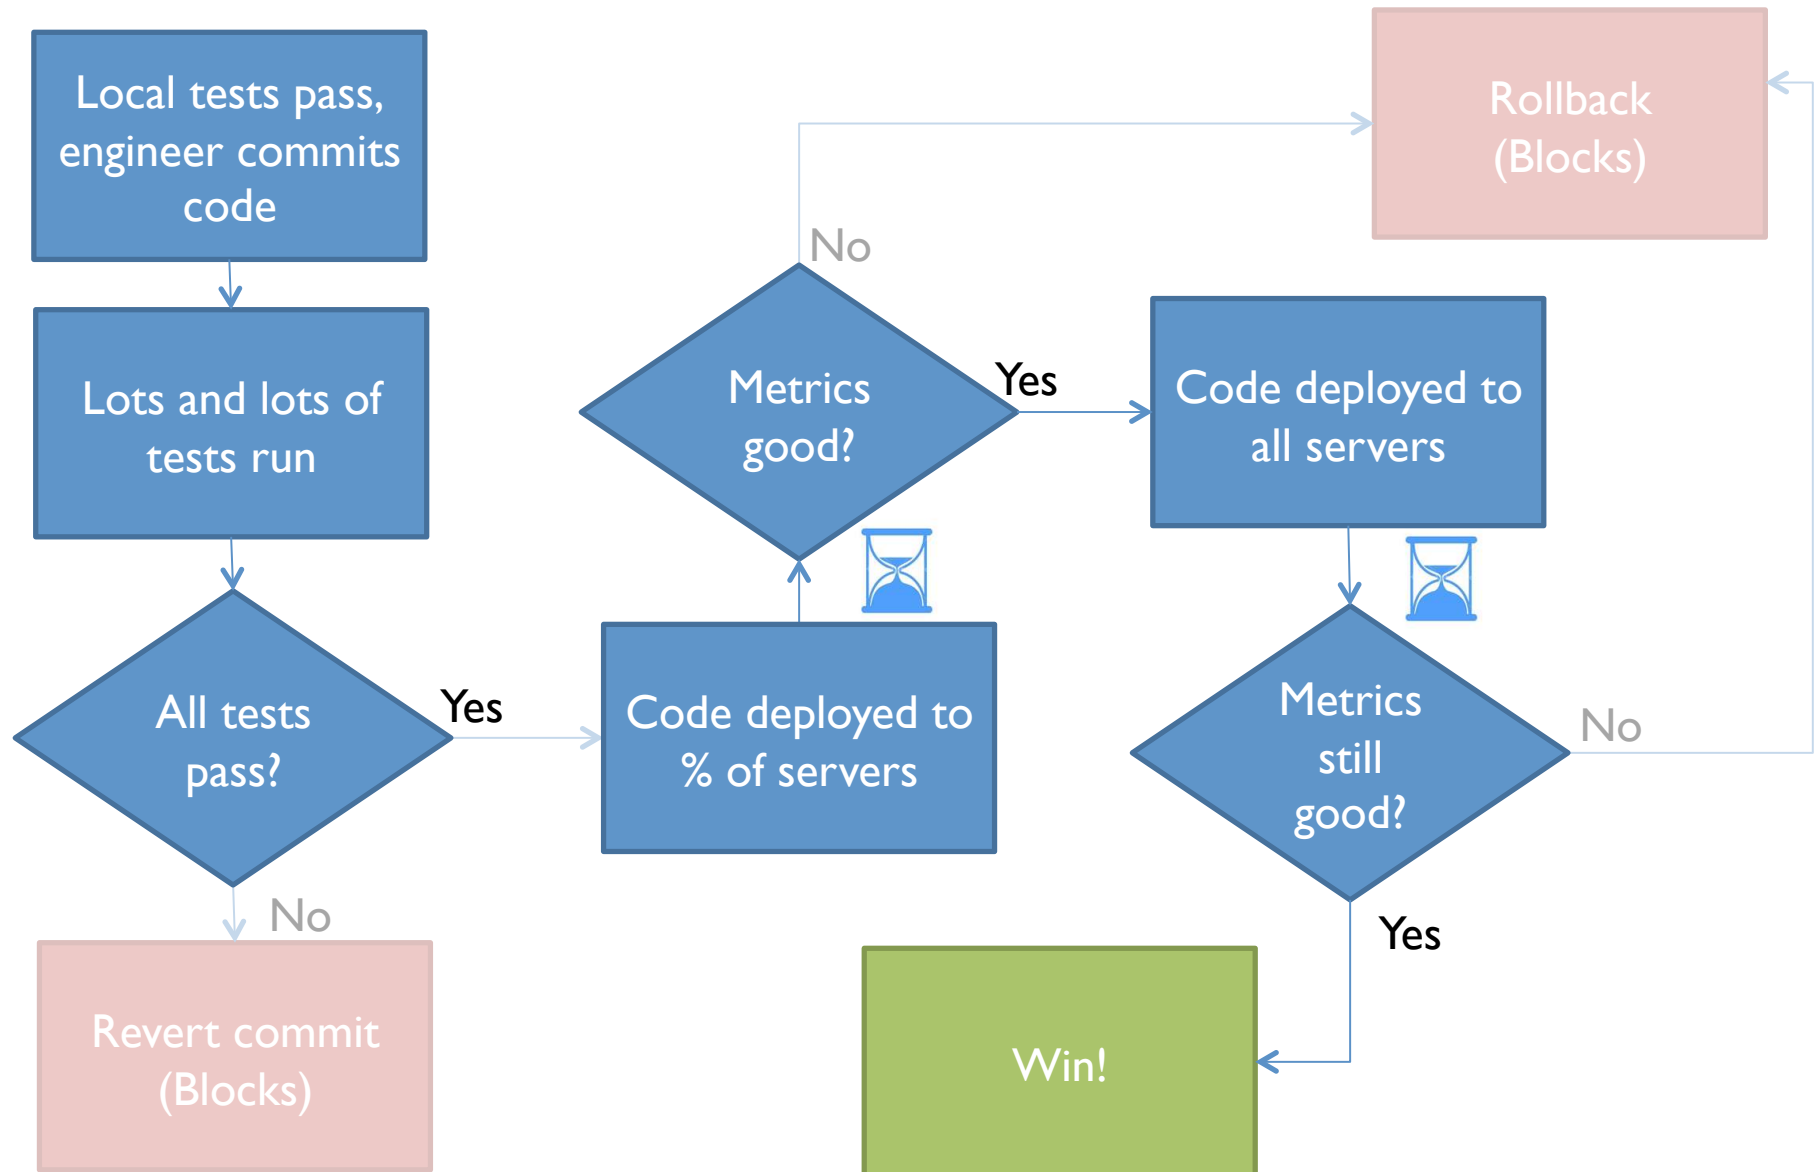 Local tests pass,
engineer commits
code
Lots and lots of
tests run
All tests
pass?
Yes
No
Revert commit
(Blocks)
Code deployed to
% of servers
Metrics
good?
No
Yes
Rollback
(Blocks)
Code deployed to
all servers
Metrics
still
good?
No
Yes
Win!